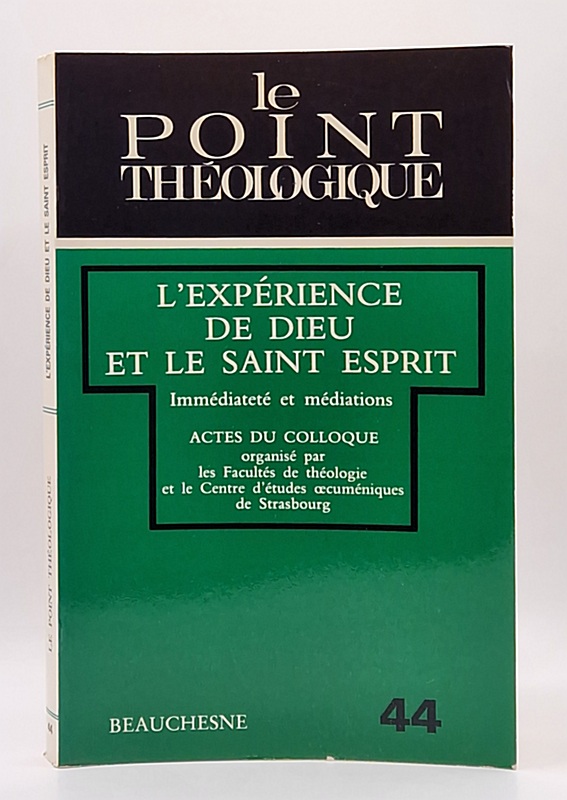 le
POINT
THÉOLOGIQUE
L'EXPÉRIENCE
DE DIEU
ET LE SAINT ESPRIT
Immédiateté et médiations
ACTES DU COLLOQUE
organisé par
les Facultés de théologie
et le Centre d'études œcuméniques
de Strasbourg
BEAUCHESNE
44
L'EXPÉRIENCE DE DIEU ET LE SAINT ESPRIT
LE POINT THÉOLOGIQUE
44